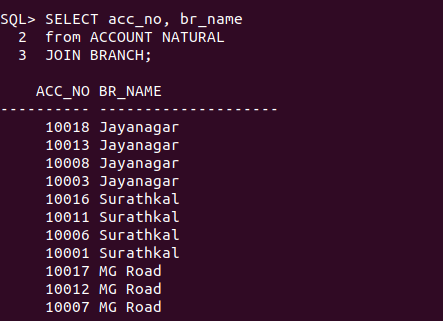 SQL> SELECT acc_no, br_name
  2  from ACCOUNT NATURAL
  3  JOIN BRANCH;
    ACC_NO BR_NAME
---------- --------------------
     10018 Jayanagar
     10013 Jayanagar
     10008 Jayanagar
     10003 Jayanagar
     10016 Surathkal
     10011 Surathkal
     10006 Surathkal
     10001 Surathkal
     10017 MG Road
     10012 MG Road
     10007 MG Road